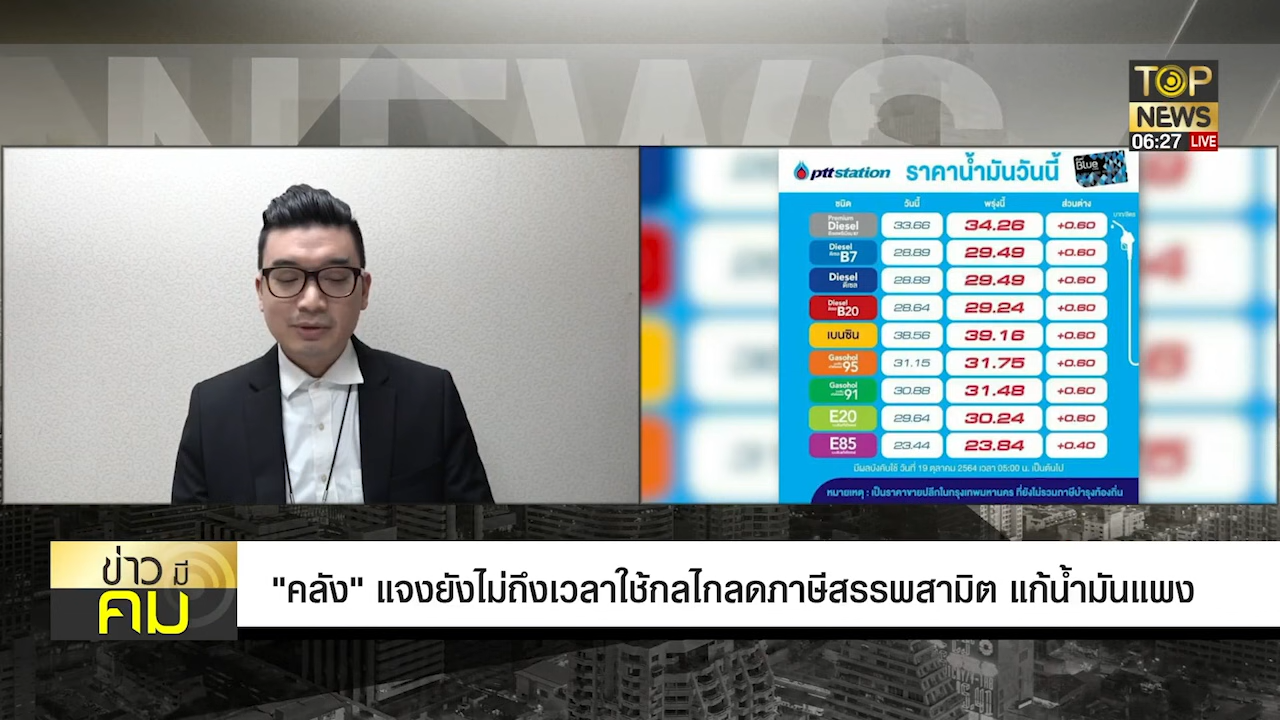 NEWS
TOP
NEWS
06:27 LIVE
pttstation ราคาน้ำมันวันนี้ Blue
ชนิด วันนี้ พรุ่งนี้ ส่วนต่าง
บาท/ลิตร
Premium Diesel 33.66 34.26 +0.60
Diesel B7 28.89 29.49 +0.60
Diesel ดีเซล 28.89 29.49 +0.60
Diesel B20 28.64 29.24 +0.60
เบนซิน 38.56 39.16 +0.60
Gasohol 95 31.15 31.75 +0.60
Gasohol 91 30.88 31.48 +0.60
E20 29.64 30.24 +0.60
E85 23.44 23.84 +0.40
มีผลบังคับใช้ วันที่ 19 ตุลาคม 2564 เวลา 05:00 น. เป็นต้นไป
หมายเหตุ : เป็นราคาขายปลีกในกรุงเทพมหานคร ที่ยังไม่รวมภาษีบำรุงท้องถิ่น
ข่าวมี
คม
"คลัง" แจงยังไม่ถึงเวลาใช้กลไกลดภาษีสรรพสามิต แก้น้ำมันแพง